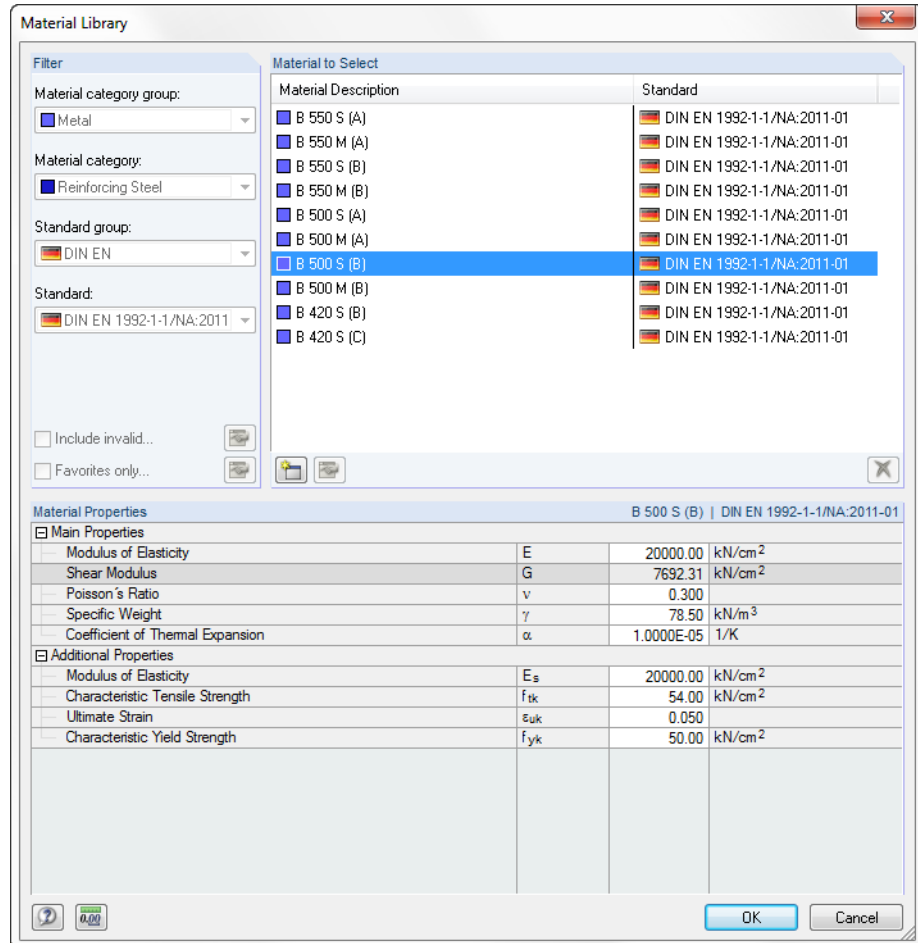 Material Library
Filter
Material category group:
Metal
Material category:
Reinforcing Steel
Standard group:
DIN EN
Standard:
DIN EN 1992-1-1/NA:2011
Include invalid...
Favorites only...
Material to Select
Material Description Standard
B 550 S (A) DIN EN 1992-1-1/NA:2011-01
B 550 M (A) DIN EN 1992-1-1/NA:2011-01
B 550 S (B) DIN EN 1992-1-1/NA:2011-01
B 550 M (B) DIN EN 1992-1-1/NA:2011-01
B 500 S (A) DIN EN 1992-1-1/NA:2011-01
B 500 M (A) DIN EN 1992-1-1/NA:2011-01
B 500 S (B) DIN EN 1992-1-1/NA:2011-01
B 500 M (B) DIN EN 1992-1-1/NA:2011-01
B 420 S (B) DIN EN 1992-1-1/NA:2011-01
B 420 S (C) DIN EN 1992-1-1/NA:2011-01
Material Properties B 500 S (B) | DIN EN 1992-1-1/NA:2011-01
Main Properties
Modulus of Elasticity E 20000.00 kN/cm²
Shear Modulus G 7692.31 kN/cm²
Poisson´s Ratio ν 0.300
Specific Weight γ 78.50 kN/m³
Coefficient of Thermal Expansion α 1.0000E-05 1/K
Additional Properties
Modulus of Elasticity Es 20000.00 kN/cm²
Characteristic Tensile Strength ftk 54.00 kN/cm²
Ultimate Strain εuk 0.050
Characteristic Yield Strength fyk 50.00 kN/cm²
0.00
OK Cancel